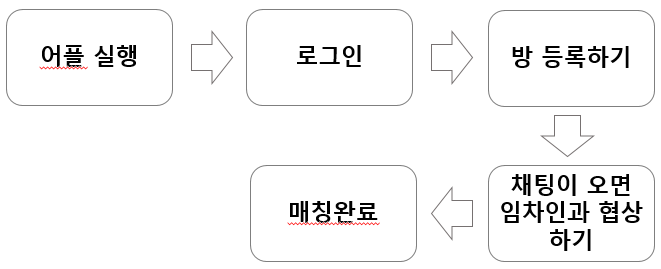 어플 실행
로그인
방 등록하기
채팅이 오면
임차인과 협상
하기
매칭완료